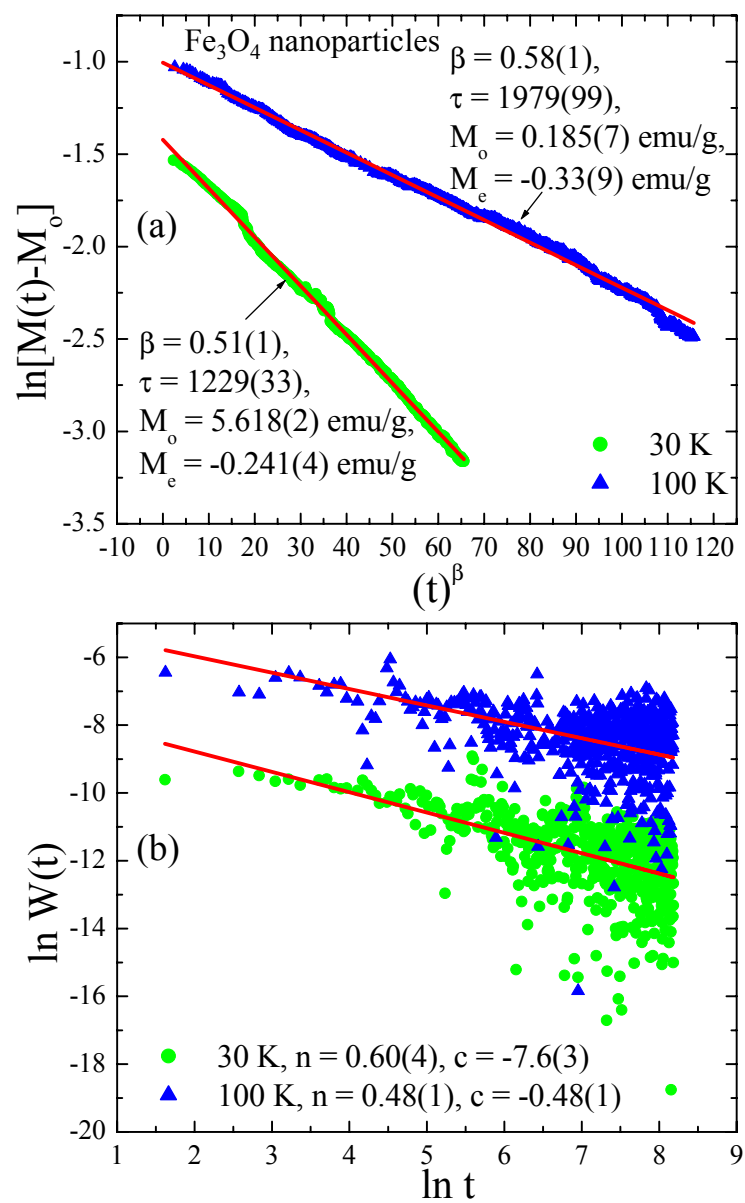 Fe₃O₄ nanoparticles
β = 0.58(1),
τ = 1979(99),
Mₒ = 0.185(7) emu/g,
Mₑ = -0.33(9) emu/g
(a)
β = 0.51(1),
τ = 1229(33),
Mₒ = 5.618(2) emu/g,
Mₑ = -0.241(4) emu/g
30 K
100 K
ln[M(t)-Mₒ]
-1.0
-1.5
-2.0
-2.5
-3.0
-3.5
-10 0 10 20 30 40 50 60 70 80 90 100 110 120
(t)^β
(b)
ln W(t)
-6
-8
-10
-12
-14
-16
-18
-20
30 K, n = 0.60(4), c = -7.6(3)
100 K, n = 0.48(1), c = -0.48(1)
1 2 3 4 5 6 7 8 9
ln t